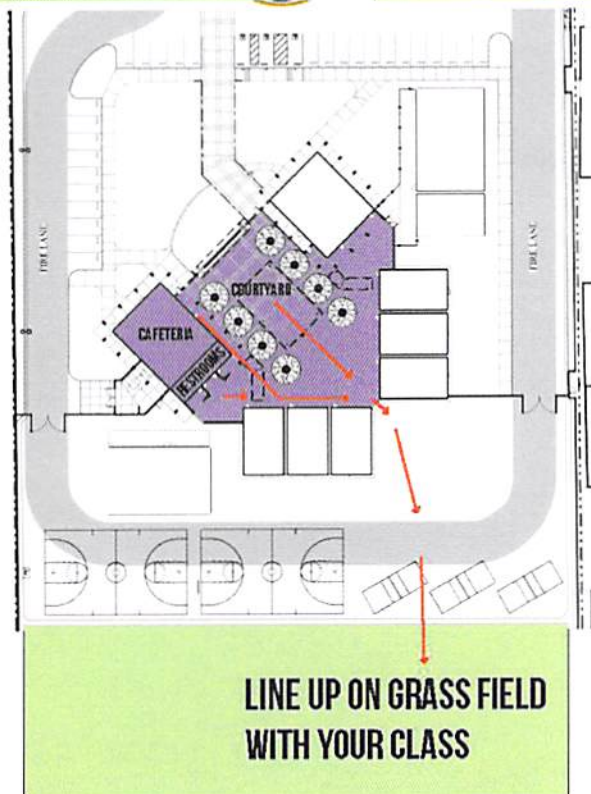 FIRE LANE
FIRE LANE
COURTYARD
CAFETERIA
RESTROOMS
LINE UP ON GRASS FIELD
WITH YOUR CLASS